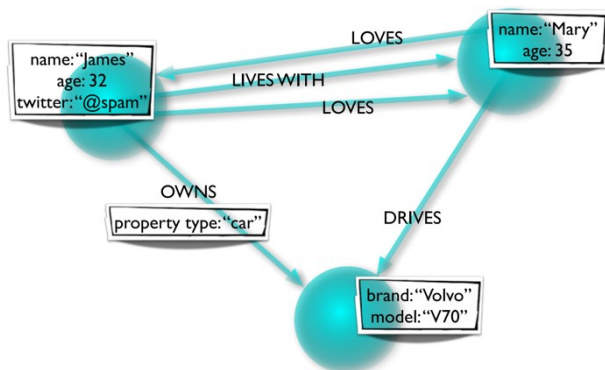 LOVES
name:“Mary”
age: 35
name:“James”
age: 32
twitter:“@spam”
LIVES WITH
LOVES
OWNS
property type:“car”
DRIVES
brand:“Volvo”
model:“V70”